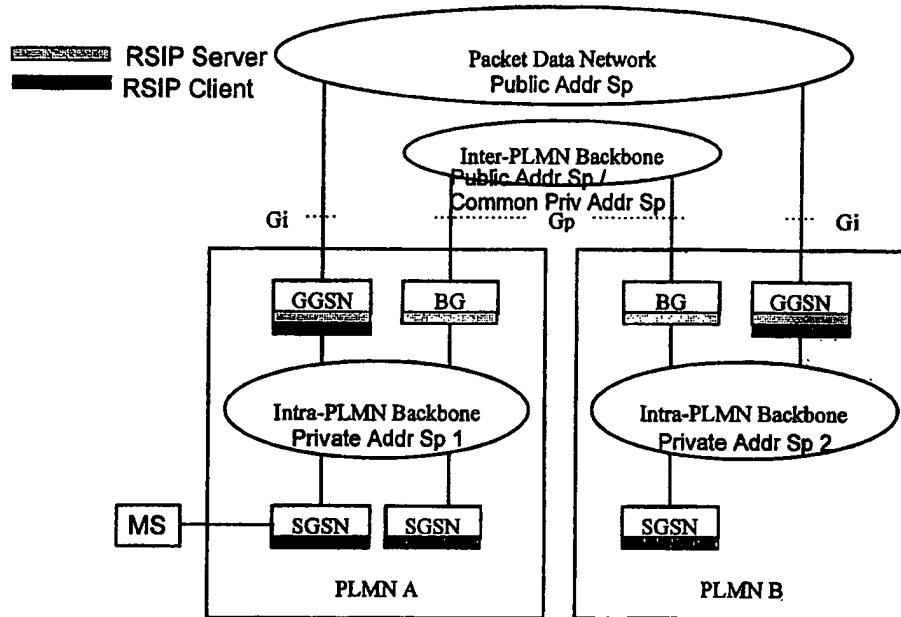 RSIP Server
RSIP Client
Packet Data Network
Public Addr Sp
Inter-PLMN Backbone
Public Addr Sp /
Common Priv Addr Sp
Gi
Gp
Gi
GGSN
BG
BG
GGSN
Intra-PLMN Backbone
Private Addr Sp 1
Intra-PLMN Backbone
Private Addr Sp 2
MS
SGSN
SGSN
SGSN
PLMN A
PLMN B